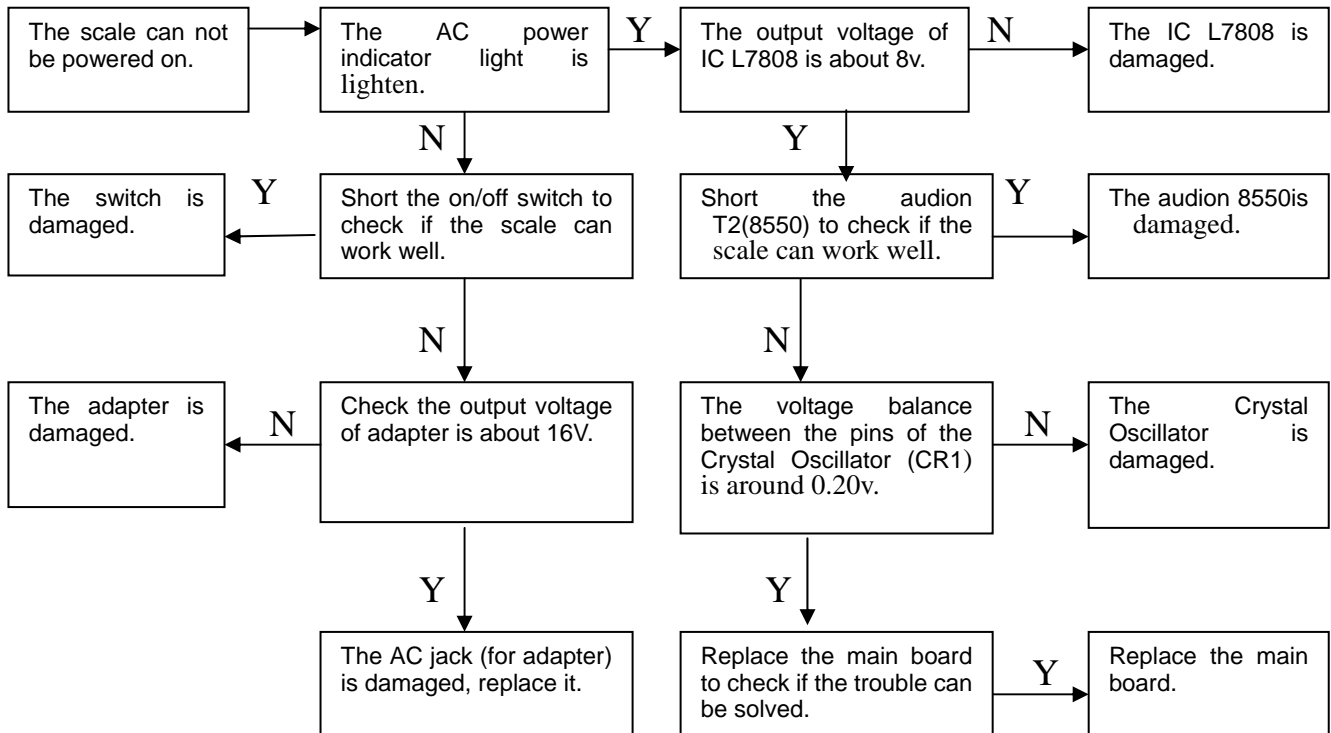 The scale can not
be powered on.
The AC power
indicator light is
lighten.
Y
The output voltage of
IC L7808 is about 8v.
N
The IC L7808 is
damaged.
N
Y
The switch is
damaged.
Y
Short the on/off switch to
check if the scale can
work well.
Short the audion
T2(8550) to check if the
scale can work well.
Y
The audion 8550is
damaged.
N
N
The adapter is
damaged.
N
Check the output voltage
of adapter is about 16V.
The voltage balance
between the pins of the
Crystal Oscillator (CR1)
is around 0.20v.
N
The Crystal
Oscillator is
damaged.
Y
Y
The AC jack (for adapter)
is damaged, replace it.
Replace the main board
to check if the trouble can
be solved.
Y
Replace the main
board.